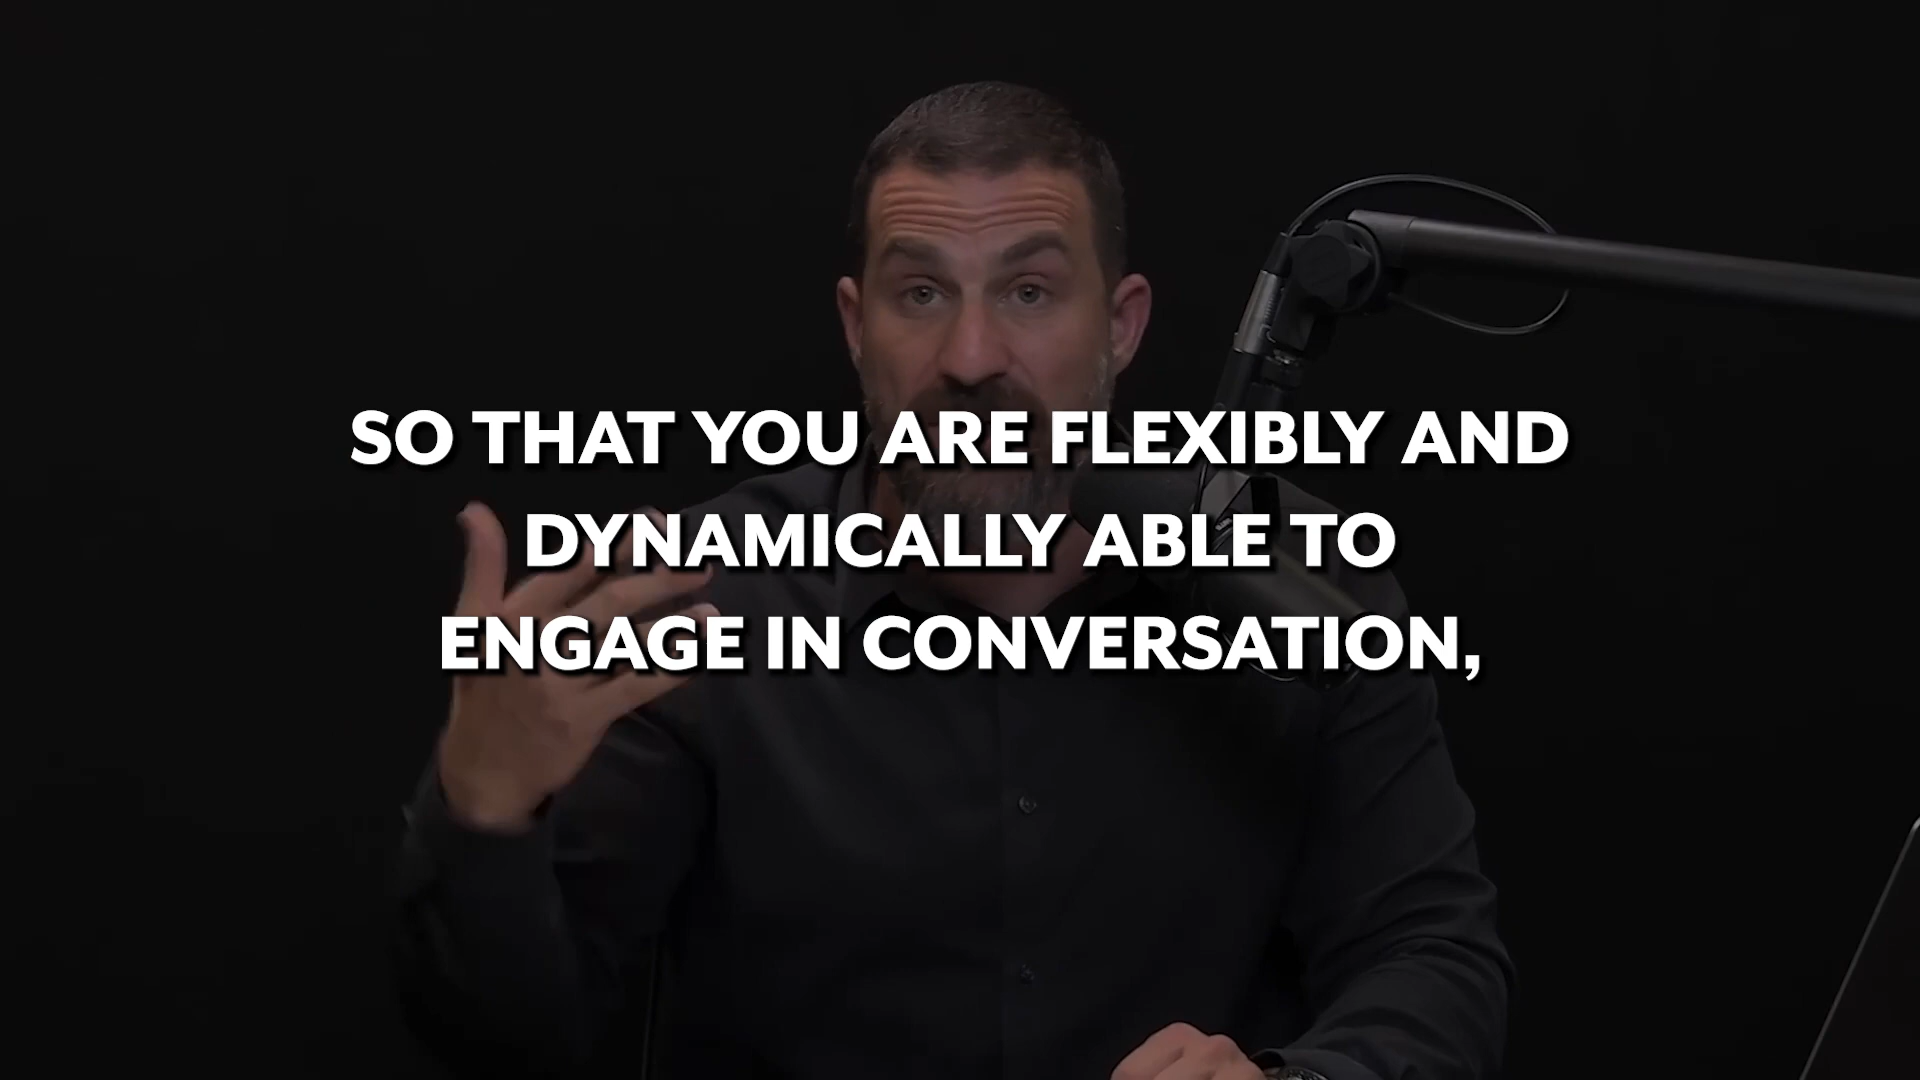 SO THAT YOU ARE FLEXIBLY AND
DYNAMICALLY ABLE TO
ENGAGE IN CONVERSATION,